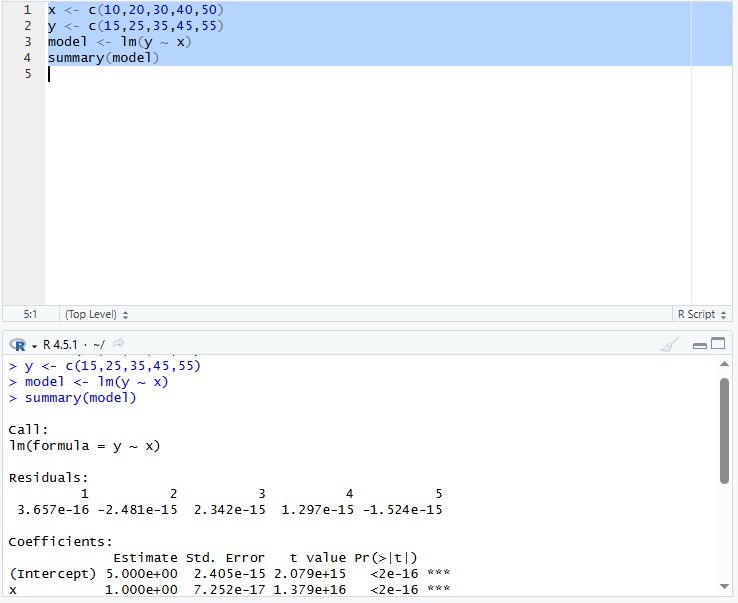 1 x <- c(10,20,30,40,50)
2 y <- c(15,25,35,45,55)
3 model <- lm(y ~ x)
4 summary(model)
5
5:1 (Top Level) R Script
R R 4.5.1 · ~/
> y <- c(15,25,35,45,55)
> model <- lm(y ~ x)
> summary(model)
Call:
lm(formula = y ~ x)
Residuals:
1 2 3 4 5
3.657e-16 -2.481e-15 2.342e-15 1.297e-15 -1.524e-15
Coefficients:
Estimate Std. Error t value Pr(>|t|)
(Intercept) 5.000e+00 2.405e-15 2.079e+15 <2e-16 ***
x 1.000e+00 7.252e-17 1.379e+16 <2e-16 ***